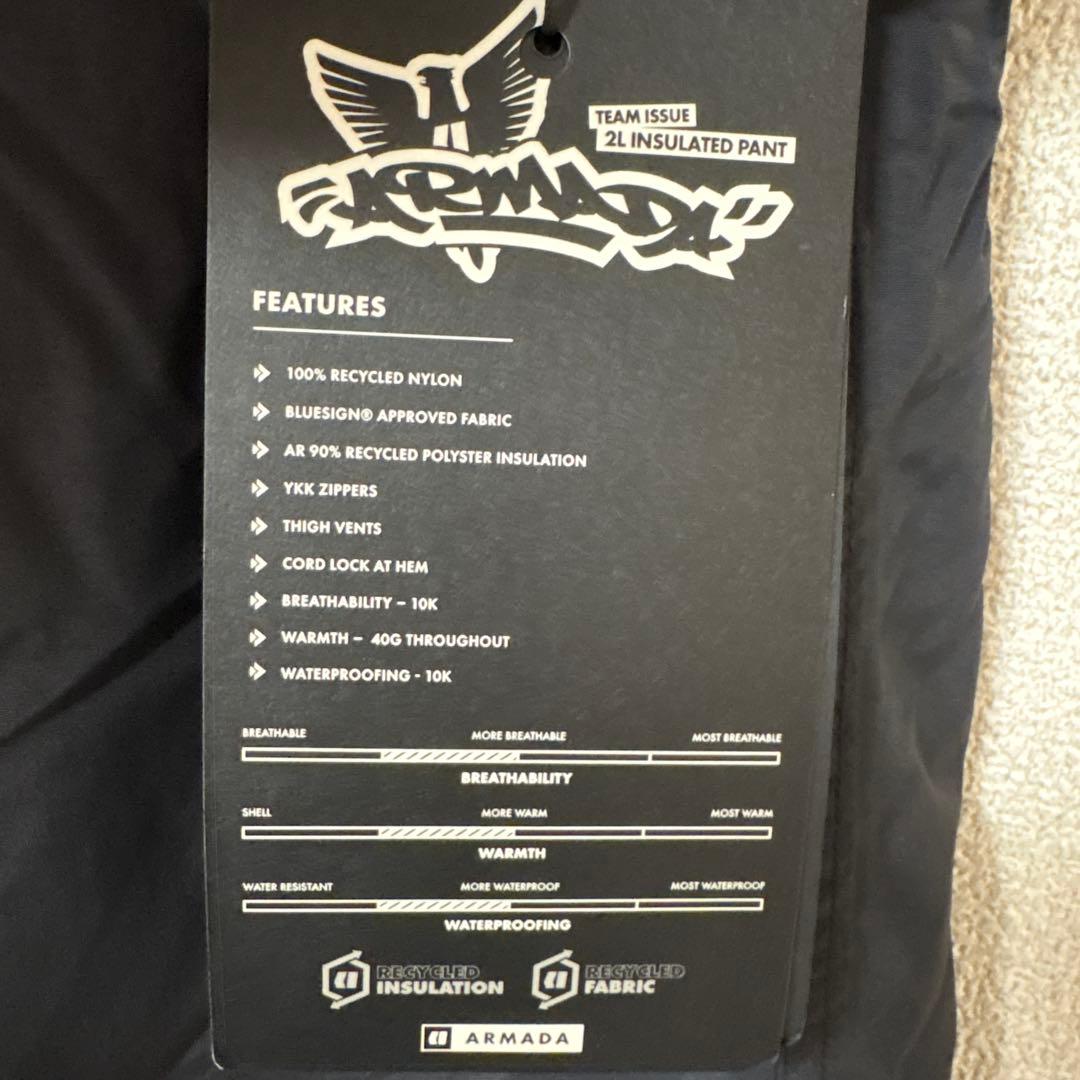 TEAM ISSUE
2L INSULATED PANT
ARMADA
FEATURES
100% RECYCLED NYLON
BLUESIGN® APPROVED FABRIC
AR 90% RECYCLED POLYSTER INSULATION
YKK ZIPPERS
THIGH VENTS
CORD LOCK AT HEM
BREATHABILITY – 10K
WARMTH – 40G THROUGHOUT
WATERPROOFING - 10K
BREATHABLE MORE BREATHABLE MOST BREATHABLE
BREATHABILITY
SHELL MORE WARM MOST WARM
WARMTH
WATER RESISTANT MORE WATERPROOF MOST WATERPROOF
WATERPROOFING
RECYCLED INSULATION
RECYCLED FABRIC
ARMADA